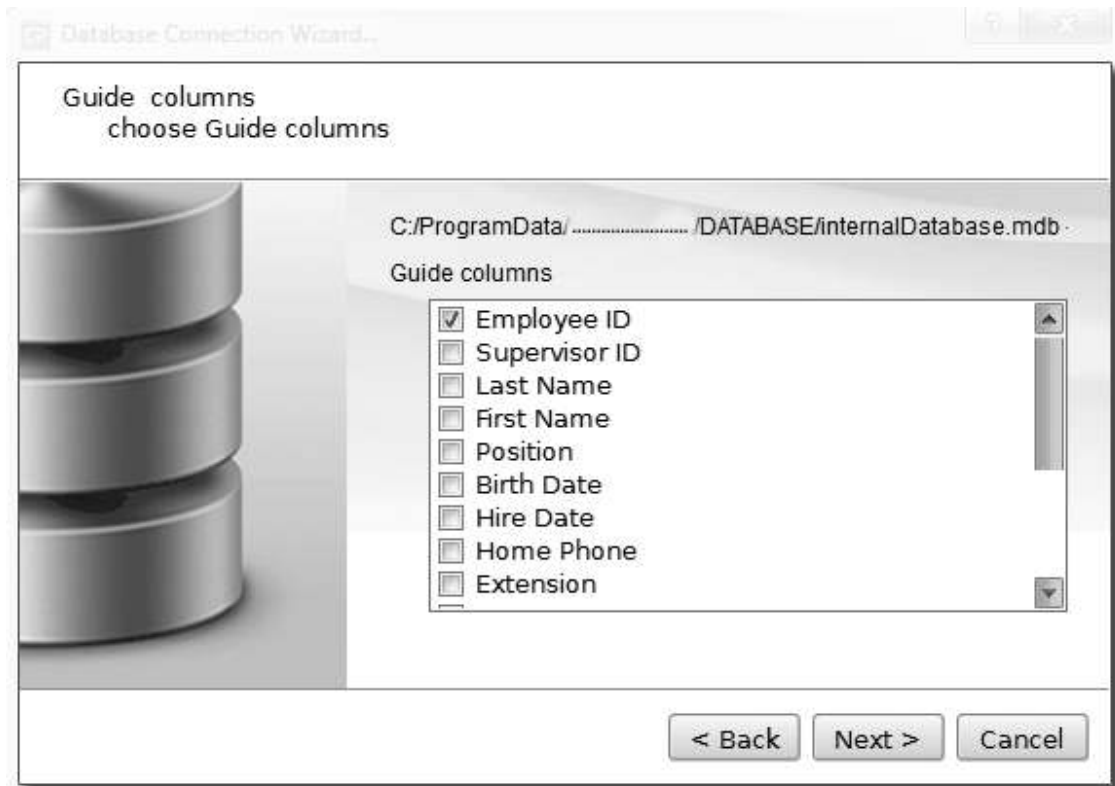 Database Connection Wizard...
Guide columns
choose Guide columns
C:/ProgramData/ ........................ /DATABASE/internalDatabase.mdb
Guide columns
Employee ID
Supervisor ID
Last Name
First Name
Position
Birth Date
Hire Date
Home Phone
Extension
< Back Next > Cancel